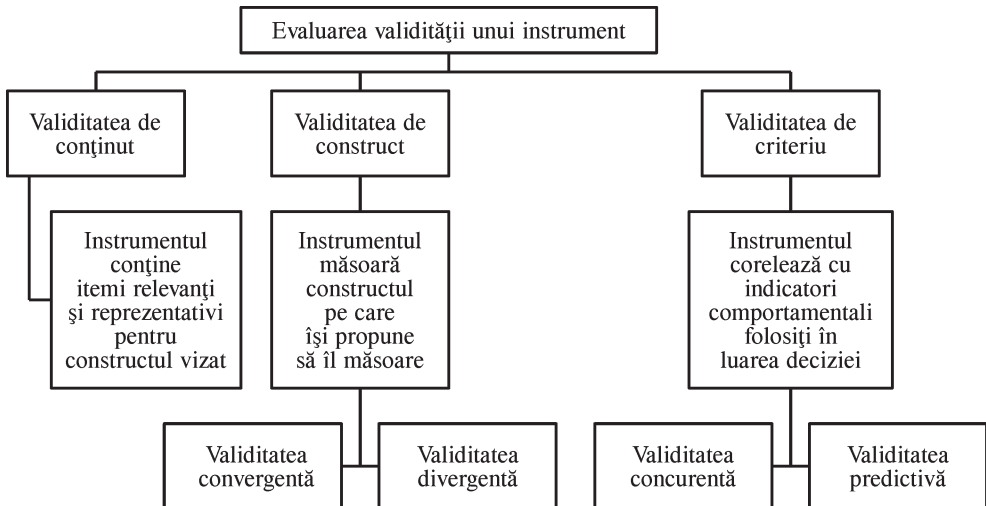 Evaluarea validităţii unui instrument
Validitatea de
conţinut
Validitatea de
construct
Validitatea de
criteriu
Instrumentul
conţine
itemi relevanţi
şi reprezentativi
pentru
constructul vizat
Instrumentul
măsoară
constructul
pe care
îşi propune
să îl măsoare
Instrumentul
corelează cu
indicatori
comportamentali
folosiţi în
luarea deciziei
Validitatea
convergentă
Validitatea
divergentă
Validitatea
concurentă
Validitatea
predictivă